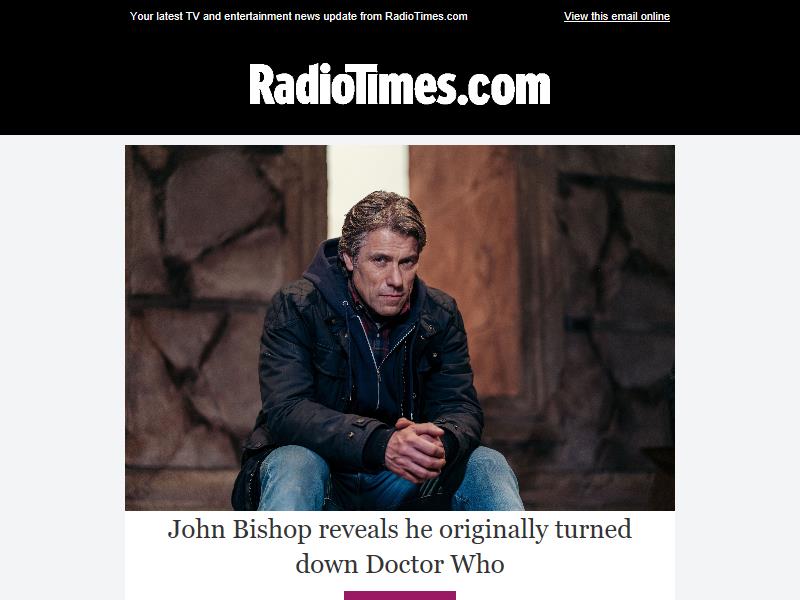 Your latest TV and entertainment news update from RadioTimes.com
View this email online
RadioTimes.com
John Bishop reveals he originally turned
down Doctor Who